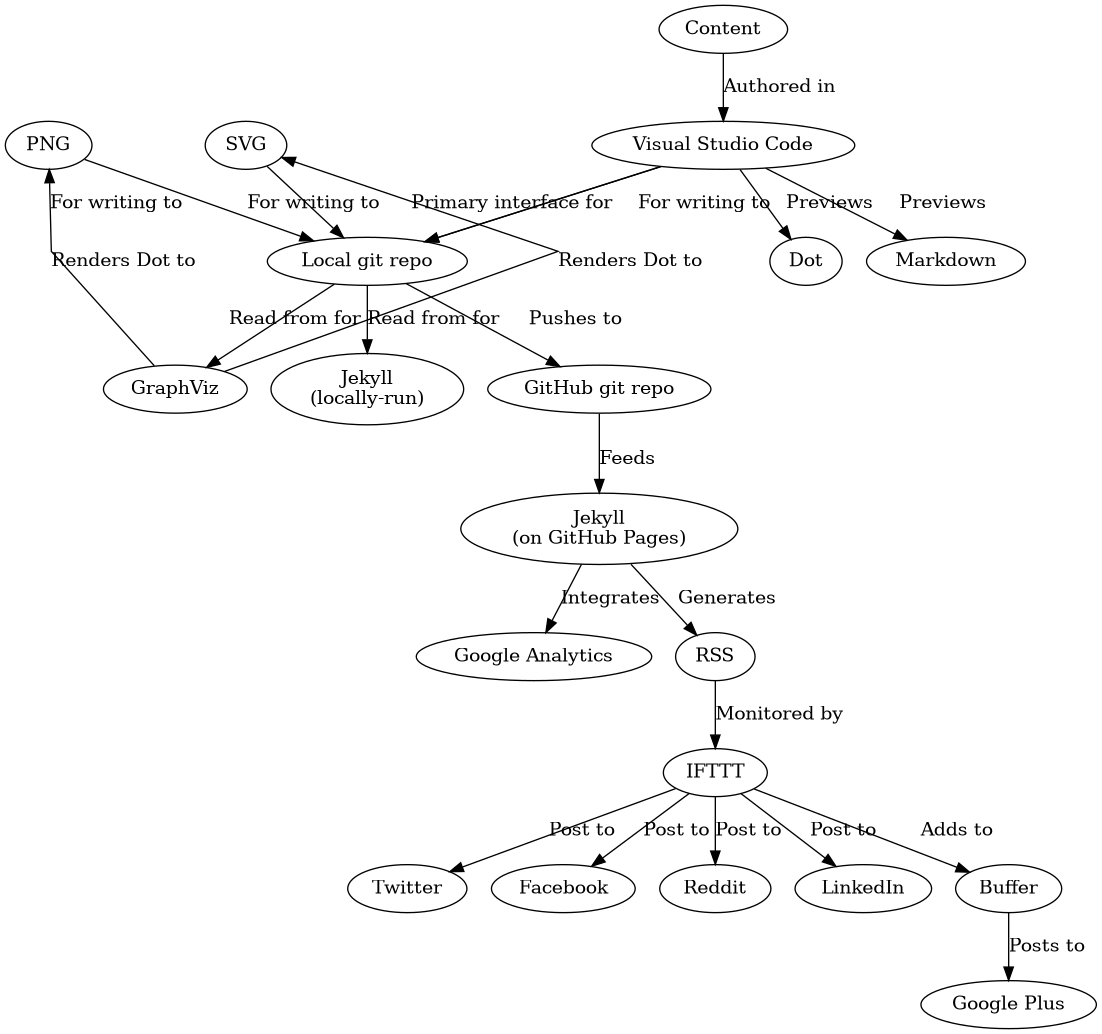 Content
Authored in
PNG
SVG
Visual Studio Code
For writing to
For writing to
Primary interface for
For writing to
Previews
Previews
Renders Dot to
Local git repo
Renders Dot to
Dot
Markdown
Read from for
Read from for
Pushes to
GraphViz
Jekyll
(locally-run)
GitHub git repo
Feeds
Jekyll
(on GitHub Pages)
Integrates
Generates
Google Analytics
RSS
Monitored by
IFTTT
Post to
Post to
Post to
Post to
Adds to
Twitter
Facebook
Reddit
LinkedIn
Buffer
Posts to
Google Plus